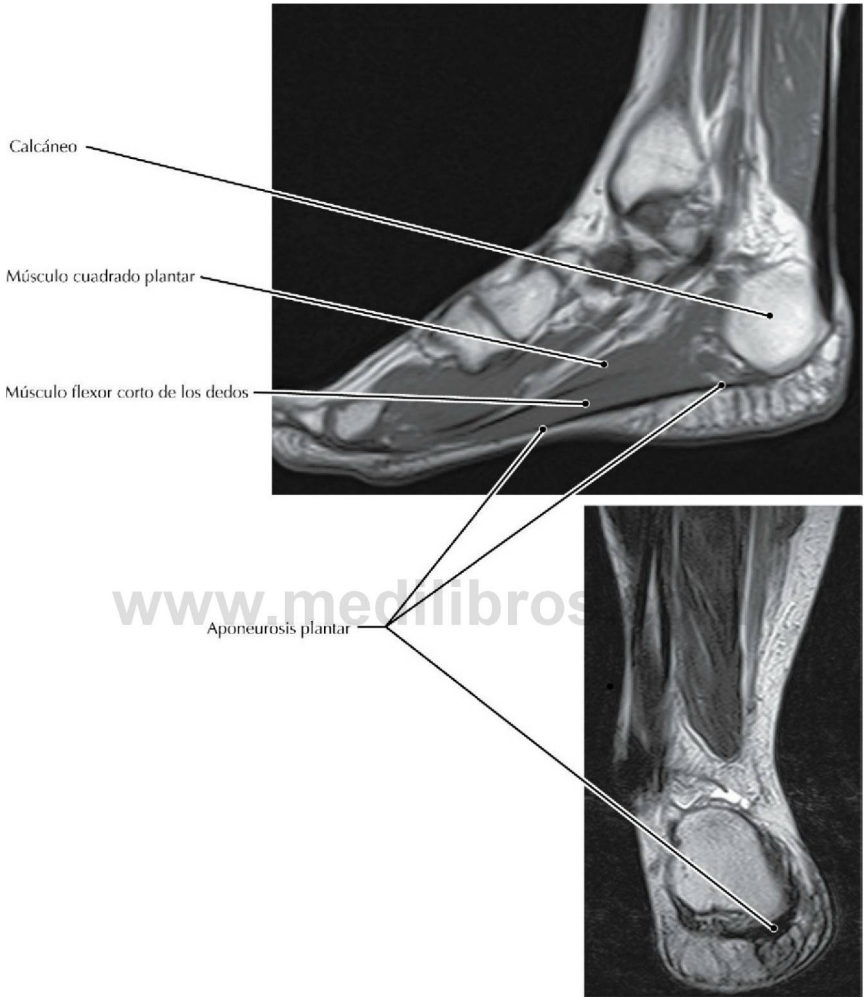 Calcáneo
Músculo cuadrado plantar
Músculo flexor corto de los dedos
www.medilibros
Aponeurosis plantar